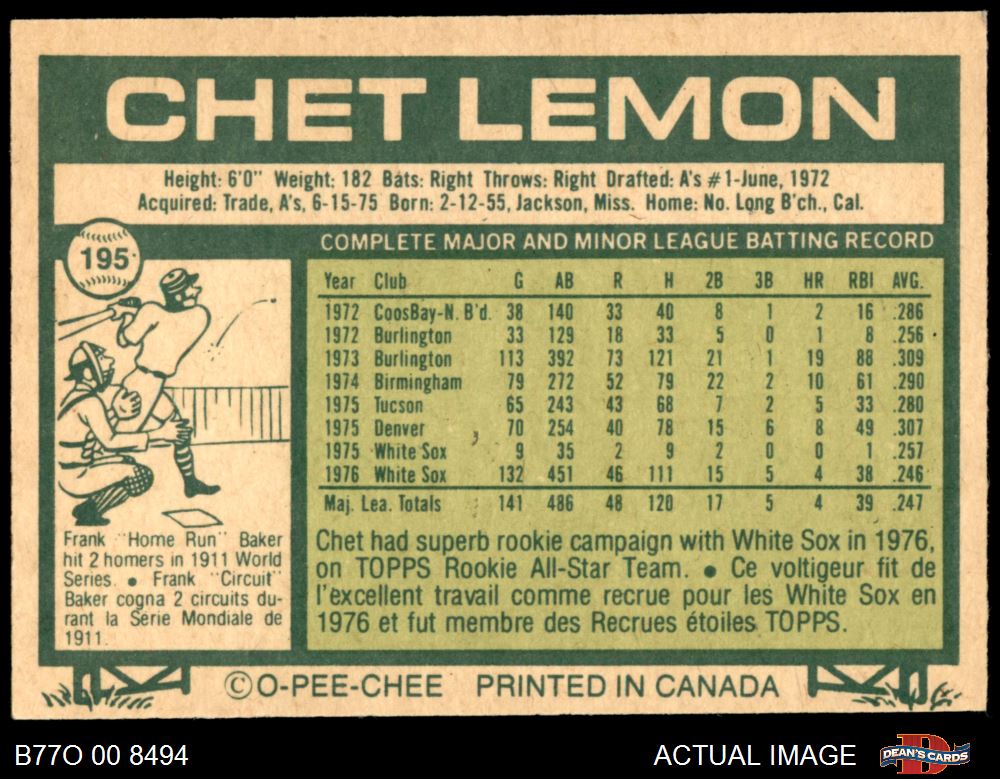 CHET LEMON
Height: 6'0" Weight: 182 Bats: Right Throws: Right Drafted: A's #1-June, 1972
Acquired: Trade, A's, 6-15-75 Born: 2-12-55, Jackson, Miss. Home: No. Long B'ch., Cal.
195
COMPLETE MAJOR AND MINOR LEAGUE BATTING RECORD
Year Club G AB R H 2B 3B HR RBI AVG.
1972 CoosBay-N. B'd. 38 140 33 40 8 1 2 16 .286
1972 Burlington 33 129 18 33 5 0 1 8 .256
1973 Burlington 113 392 73 121 21 1 19 88 .309
1974 Birmingham 79 272 52 79 22 2 10 61 .290
1975 Tucson 65 243 43 68 7 2 5 33 .280
1975 Denver 70 254 40 78 15 6 8 49 .307
1975 White Sox 9 35 2 9 2 0 0 1 .257
1976 White Sox 132 451 46 111 15 5 4 38 .246
Maj. Lea. Totals 141 486 48 120 17 5 4 39 .247
Frank "Home Run" Baker
hit 2 homers in 1911 World
Series. ● Frank "Circuit"
Baker cogna 2 circuits du-
rant la Série Mondiale de
1911.
Chet had superb rookie campaign with White Sox in 1976,
on TOPPS Rookie All-Star Team. ● Ce voltigeur fit de
l'excellent travail comme recrue pour les White Sox en
1976 et fut membre des Recrues étoiles TOPPS.
© O-PEE-CHEE PRINTED IN CANADA
B77O 00 8494
ACTUAL IMAGE
DEAN'S CARDS